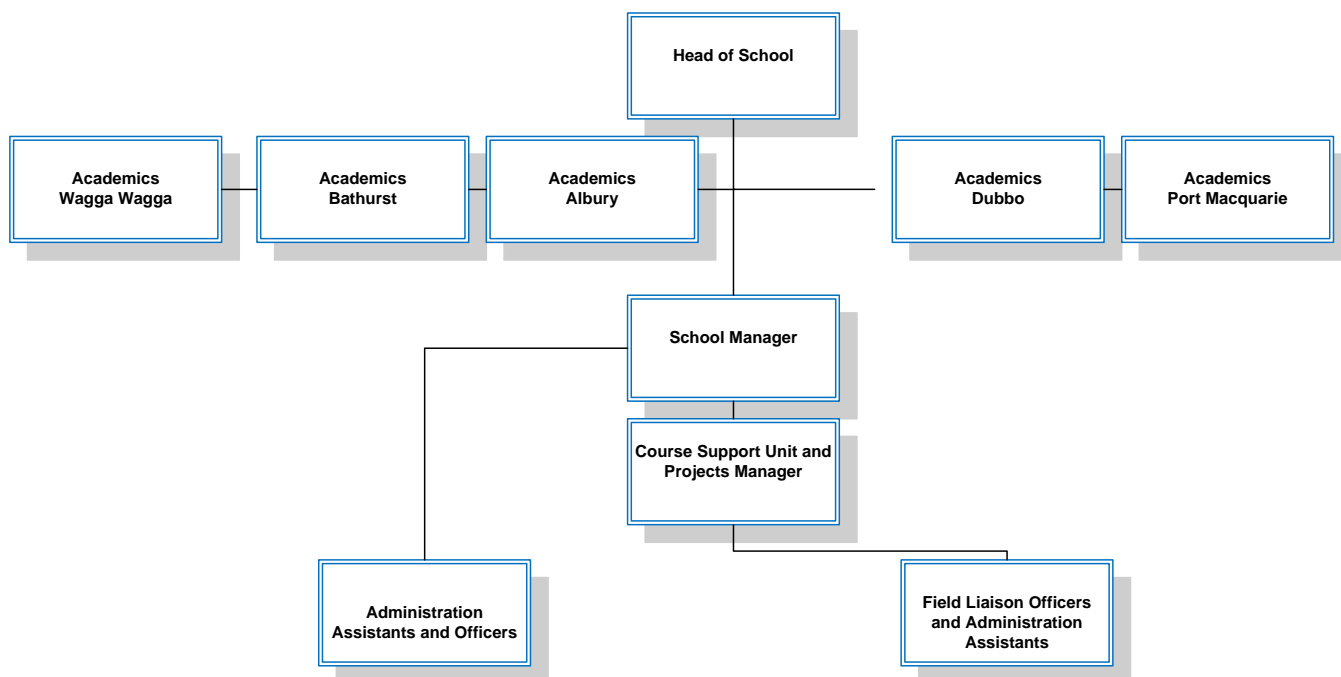 Head of School
Academics
Wagga Wagga
Academics
Bathurst
Academics
Albury
Academics
Dubbo
Academics
Port Macquarie
School Manager
Course Support Unit and
Projects Manager
Administration
Assistants and Officers
Field Liaison Officers
and Administration
Assistants